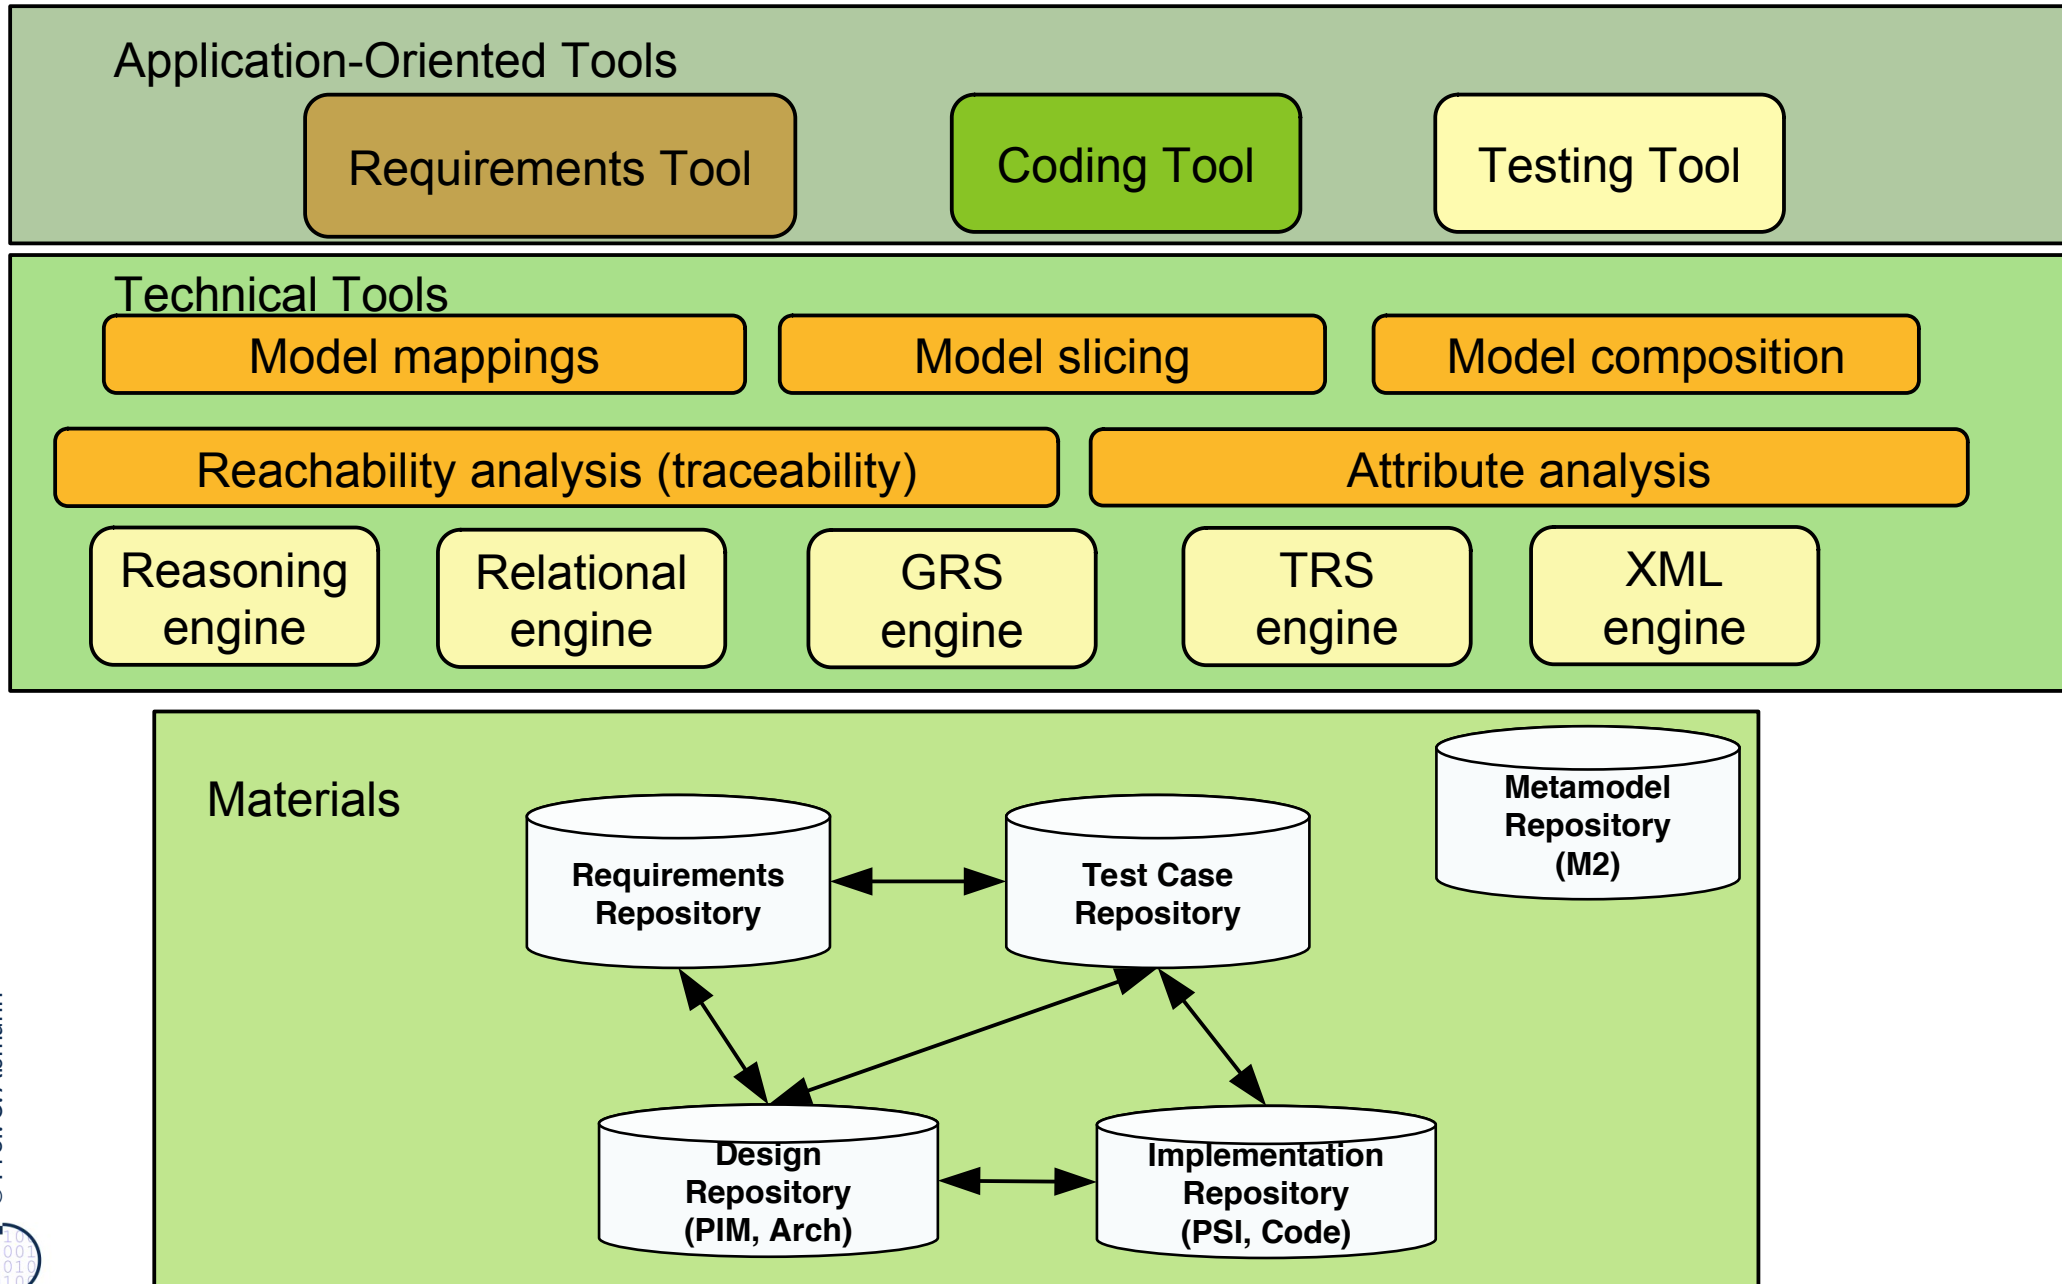 Application-Oriented Tools
Requirements Tool
Coding Tool
Testing Tool
Technical Tools
Model mappings
Model slicing
Model composition
Reachability analysis (traceability)
Attribute analysis
Reasoning
engine
Relational
engine
GRS
engine
TRS
engine
XML
engine
Materials
Metamodel
Repository
(M2)
Requirements
Repository
Test Case
Repository
Design
Repository
(PIM, Arch)
Implementation
Repository
(PSI, Code)